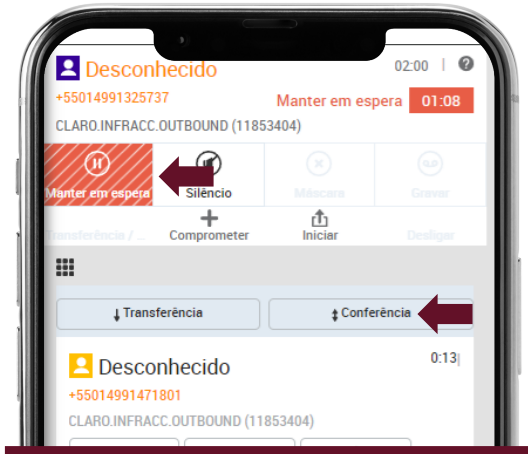 Desconhecido 02:00 | ?
+55014991325737
Manter em espera 01:08
CLARO.INFRACC.OUTBOUND (11853404)
Manter em espera Silêncio Máscara Gravar
Transferência / ... Comprometer Iniciar Desligar
Transferência Conferência
Desconhecido 0:13
+55014991471801
CLARO.INFRACC.OUTBOUND (11853404)